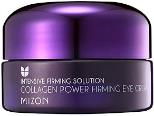 INTENSIVE FIRMING SOLUTION
COLLAGEN POWER FIRMING EYE CREAM
MIZON